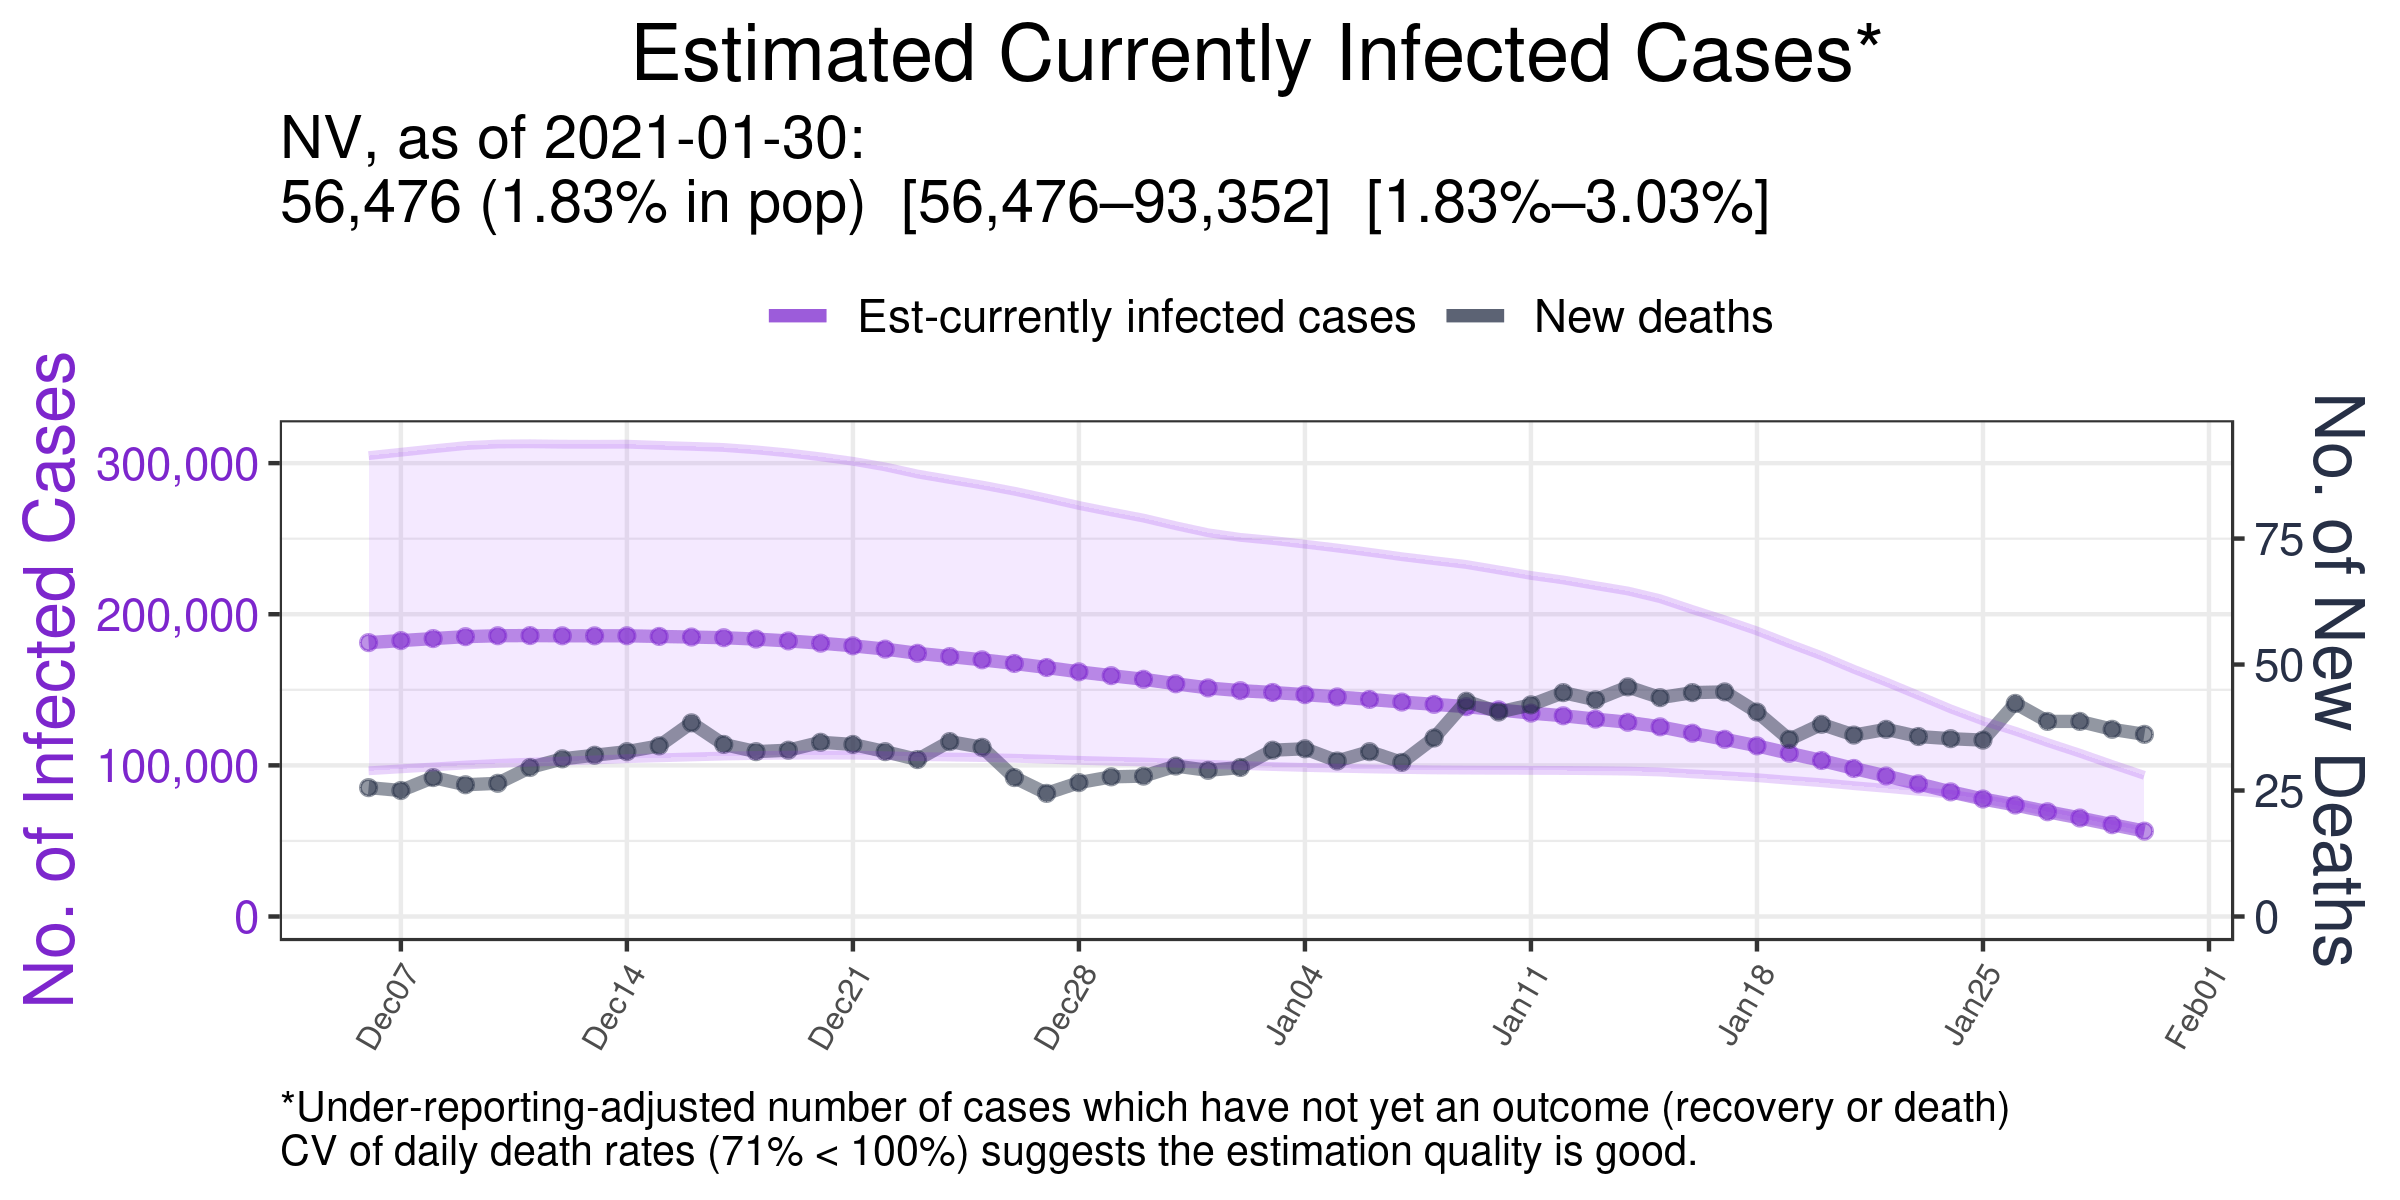 Estimated Currently Infected Cases*
NV, as of 2021-01-30:
56,476 (1.83% in pop)  [56,476–93,352]  [1.83%–3.03%]
Est-currently infected cases
New deaths
No. of Infected Cases
300,000
200,000
100,000
0
No. of New Deaths
75
50
25
0
Dec07
Dec14
Dec21
Dec28
Jan04
Jan11
Jan18
Jan25
Feb01
*Under-reporting-adjusted number of cases which have not yet an outcome (recovery or death)
CV of daily death rates (71% < 100%) suggests the estimation quality is good.